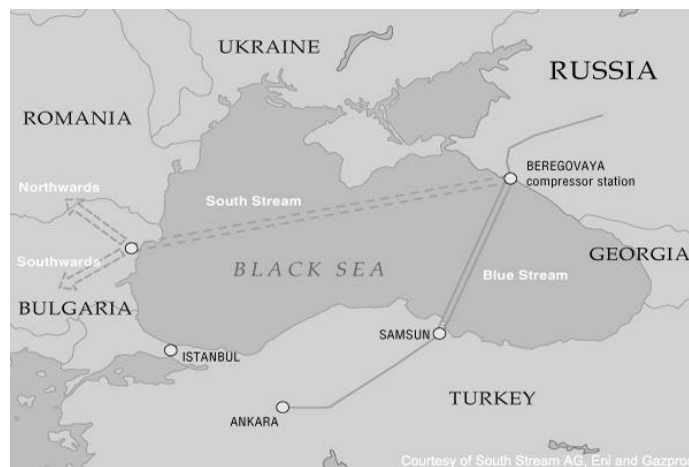 UKRAINE
RUSSIA
ROMANIA
BEREGOVAYA
compressor station
Northwards
South Stream
Southwards
BLACK SEA
Blue Stream
GEORGIA
BULGARIA
SAMSUN
ISTANBUL
TURKEY
ANKARA
Courtesy of South Stream AG, Eni and Gazpro